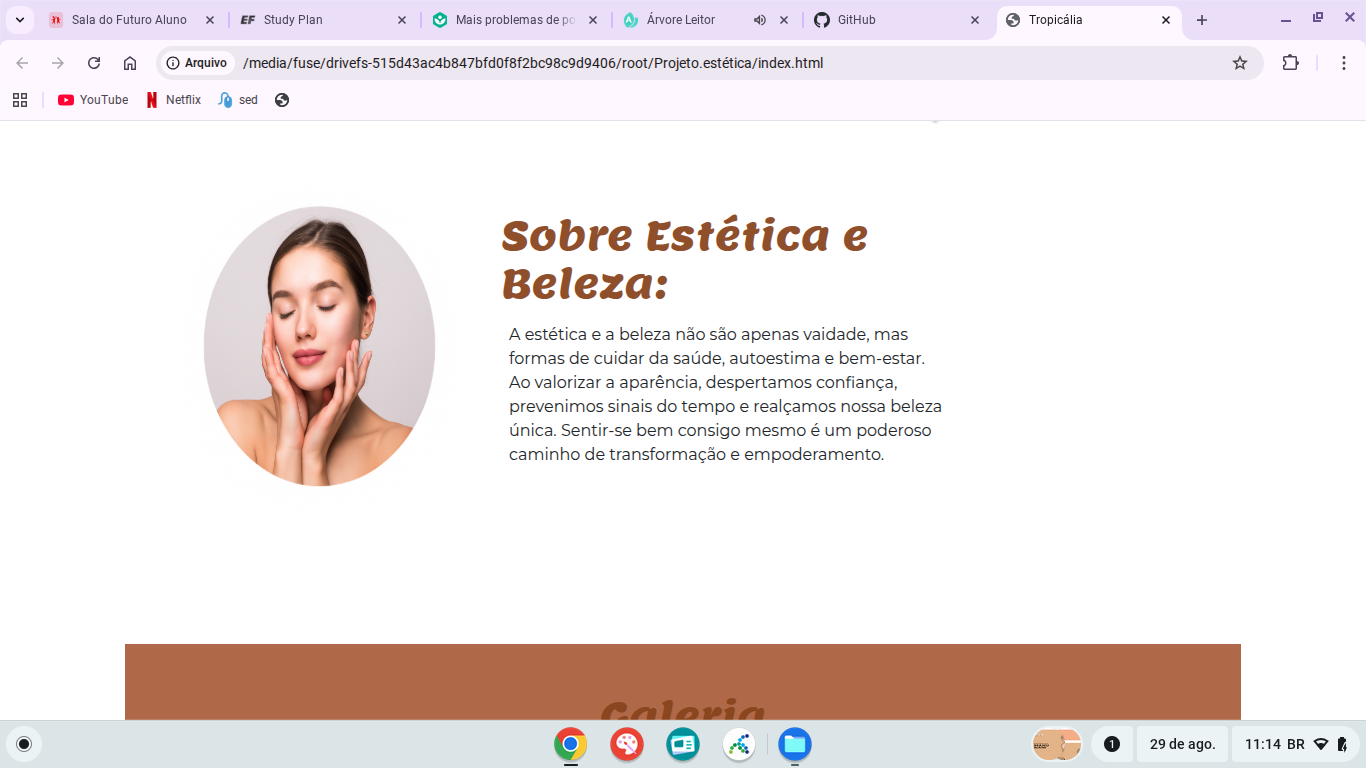 Sala do Futuro Aluno
EF Study Plan
Mais problemas de po
Árvore Leitor
GitHub
Tropicália
Arquivo /media/fuse/drivefs-515d43ac4b847bfd0f8f2bc98c9d9406/root/Projeto.estética/index.html
YouTube
Netflix
sed
Sobre Estética e
Beleza:
A estética e a beleza não são apenas vaidade, mas
formas de cuidar da saúde, autoestima e bem-estar.
Ao valorizar a aparência, despertamos confiança,
prevenimos sinais do tempo e realçamos nossa beleza
única. Sentir-se bem consigo mesmo é um poderoso
caminho de transformação e empoderamento.
Galeria
1
29 de ago.
11:14 BR